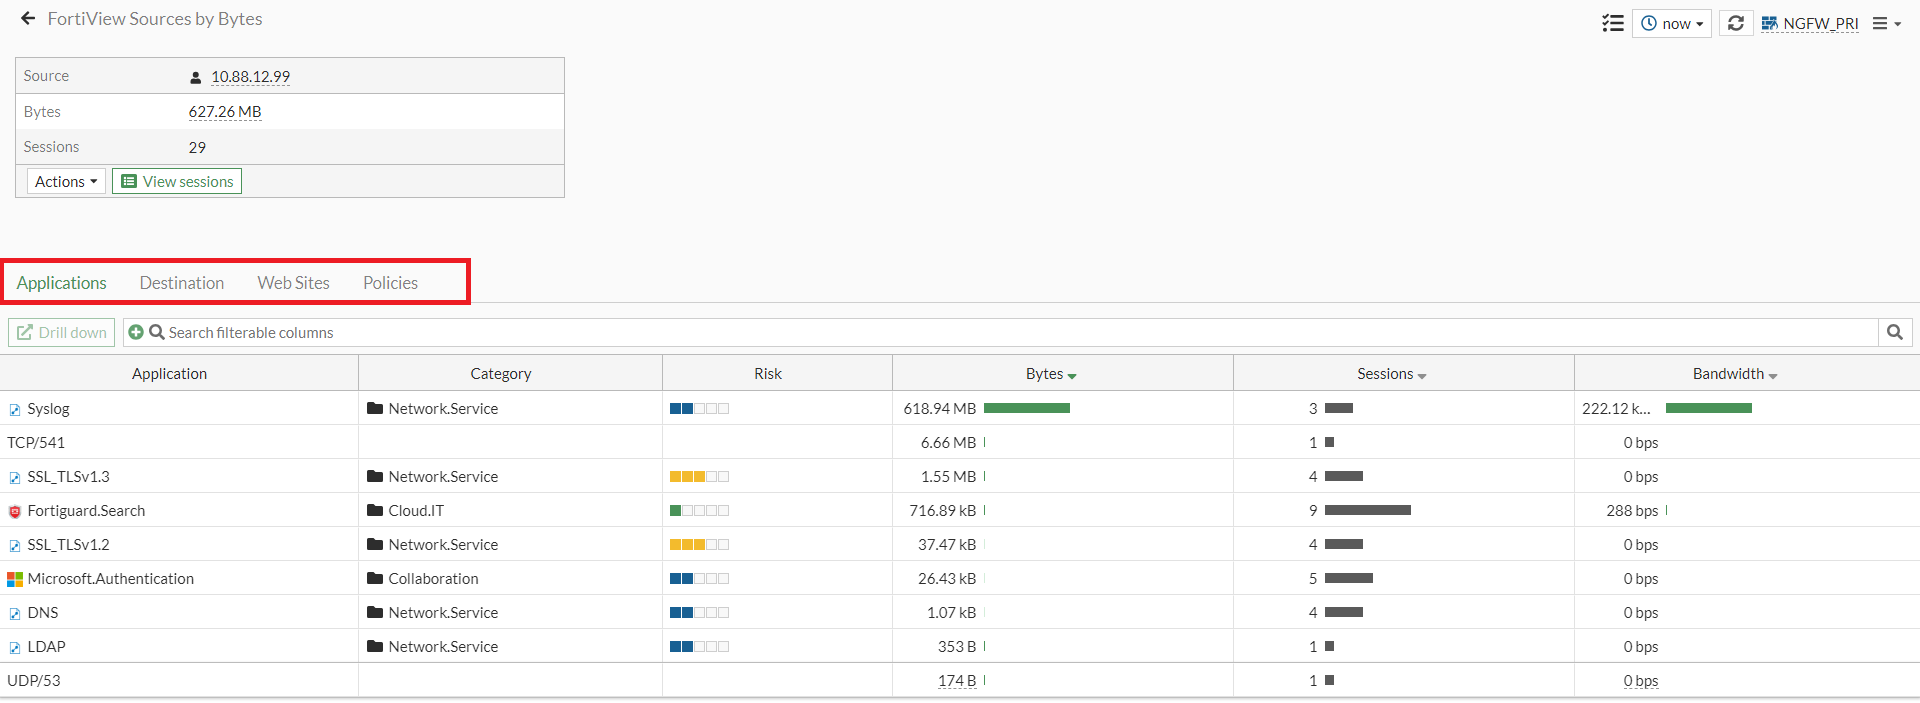 FortiView Sources by Bytes
now NGFW_PRI
Source 10.88.12.99
Bytes 627.26 MB
Sessions 29
Actions View sessions
Applications Destination Web Sites Policies
Drill down Search filterable columns
Application Category Risk Bytes Sessions Bandwidth
Syslog Network.Service 618.94 MB 3 222.12 k...
TCP/541 6.66 MB 1 0 bps
SSL_TLSv1.3 Network.Service 1.55 MB 4 0 bps
Fortiguard.Search Cloud.IT 716.89 kB 9 288 bps
SSL_TLSv1.2 Network.Service 37.47 kB 4 0 bps
Microsoft.Authentication Collaboration 26.43 kB 5 0 bps
DNS Network.Service 1.07 kB 4 0 bps
LDAP Network.Service 353 B 1 0 bps
UDP/53 174 B 1 0 bps